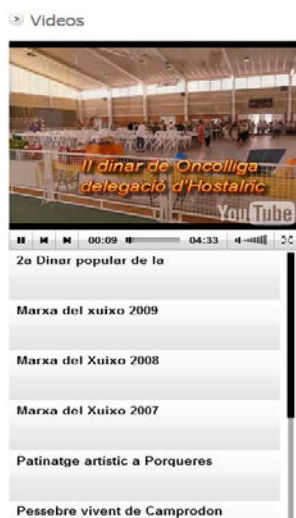 Vídeos
II dinar de Oncolliga
delegació d'Hostalric
YouTube
00:09 04:33
2a Dinar popular de la
Marxa del xuixo 2009
Marxa del Xuixo 2008
Marxa del Xuixo 2007
Patinatge artístic a Porqueres
Pessebre vivent de Camprodon